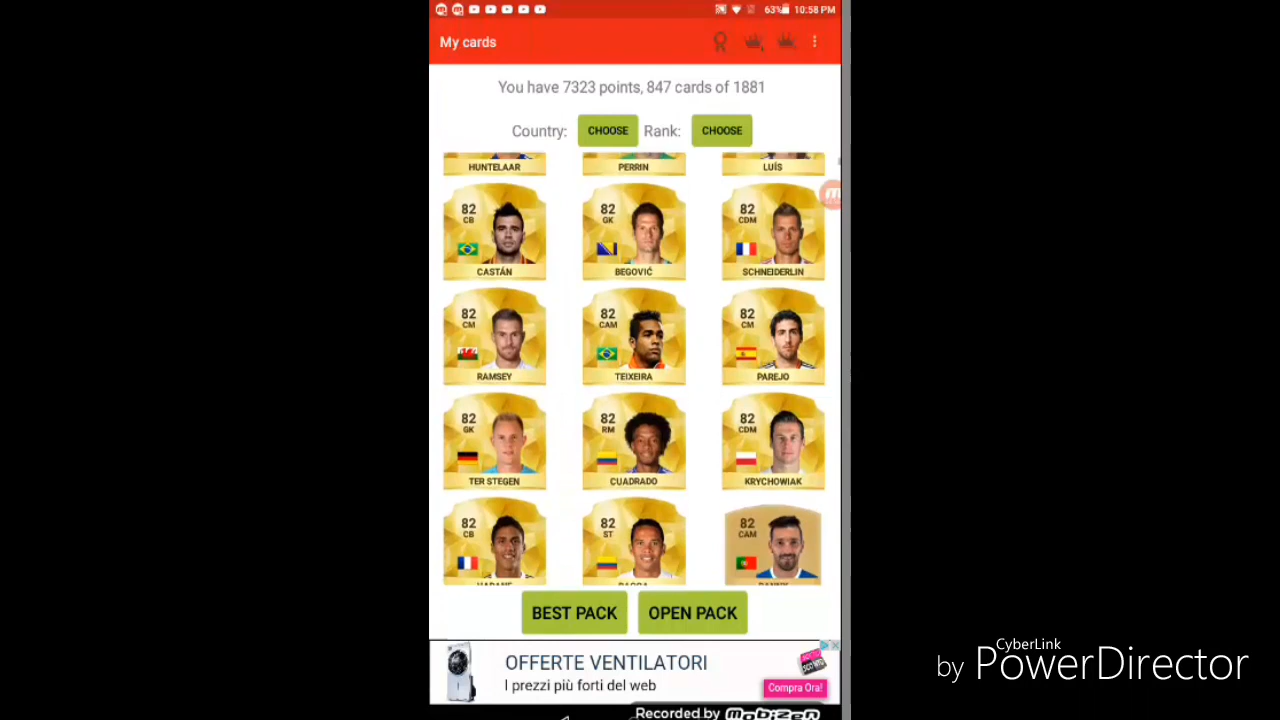 63% 10:58 PM
My cards
You have 7323 points, 847 cards of 1881
Country: CHOOSE Rank: CHOOSE
HUNTELAAR PERRIN LUÍS
82 82 82
CB GK CDM
CASTÁN BEGOVIĆ SCHNEIDERLIN
82 82 82
CM CAM CM
RAMSEY TEIXEIRA PAREJO
82 82 82
GK RM CDM
TER STEGEN CUADRADO KRYCHOWIAK
82 82 82
CB ST CAM
BEST PACK OPEN PACK
OFFERTE VENTILATORI
I prezzi più forti del web
Compra Ora!
Recorded by Mobizen
CyberLink
by PowerDirector